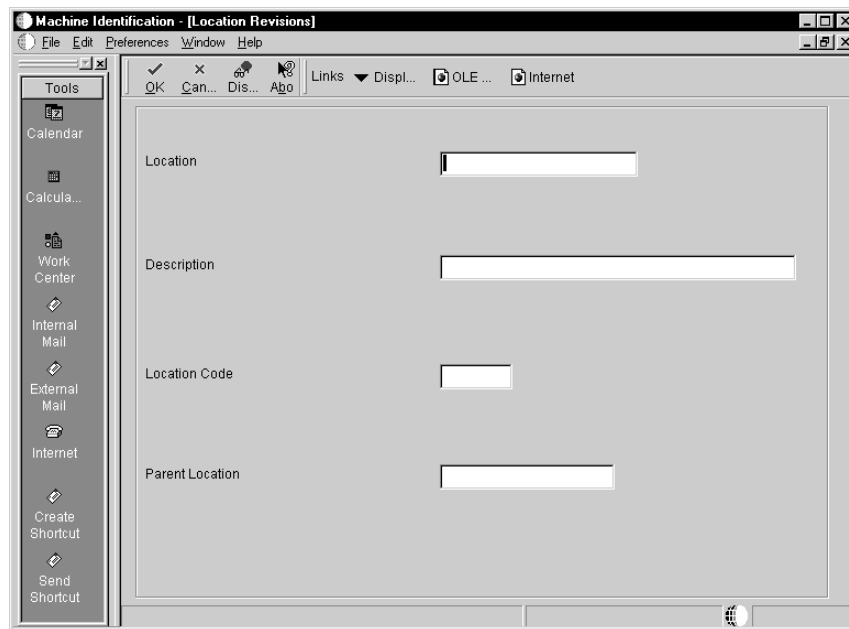 Machine Identification - [Location Revisions]
File Edit Preferences Window Help
Tools
Calendar
Calcula...
Work
Center
Internal
Mail
External
Mail
Internet
Create
Shortcut
Send
Shortcut
OK Can... Dis... Abo Links Displ... OLE ... Internet
Location
Description
Location Code
Parent Location